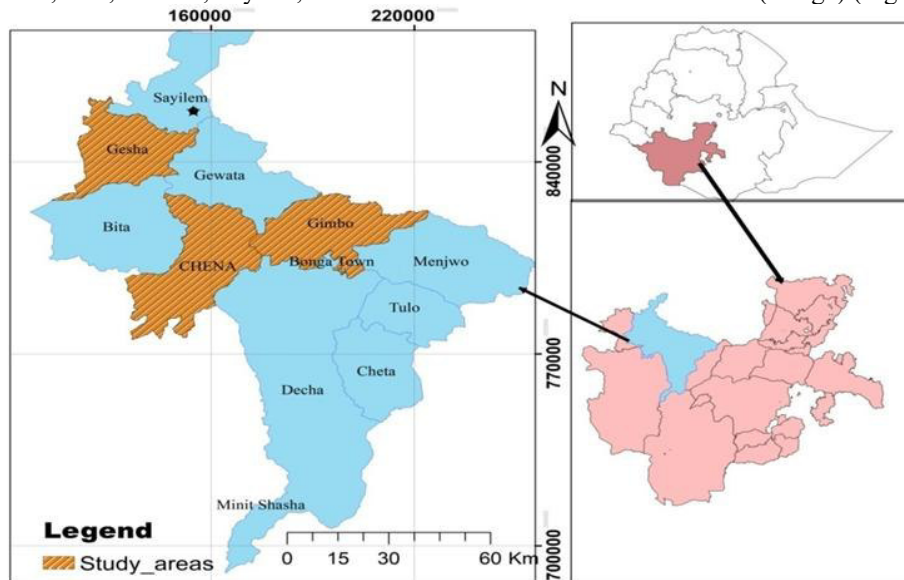 160000 220000
Sayilem
N
Gesha
840000
Gewata
Gimbo
Bita
CHENA
Bonga Town
Menjwo
Tulo
770000
Cheta
Decha
Minit Shasha
Legend
Study_areas
0 15 30 60 Km
700000